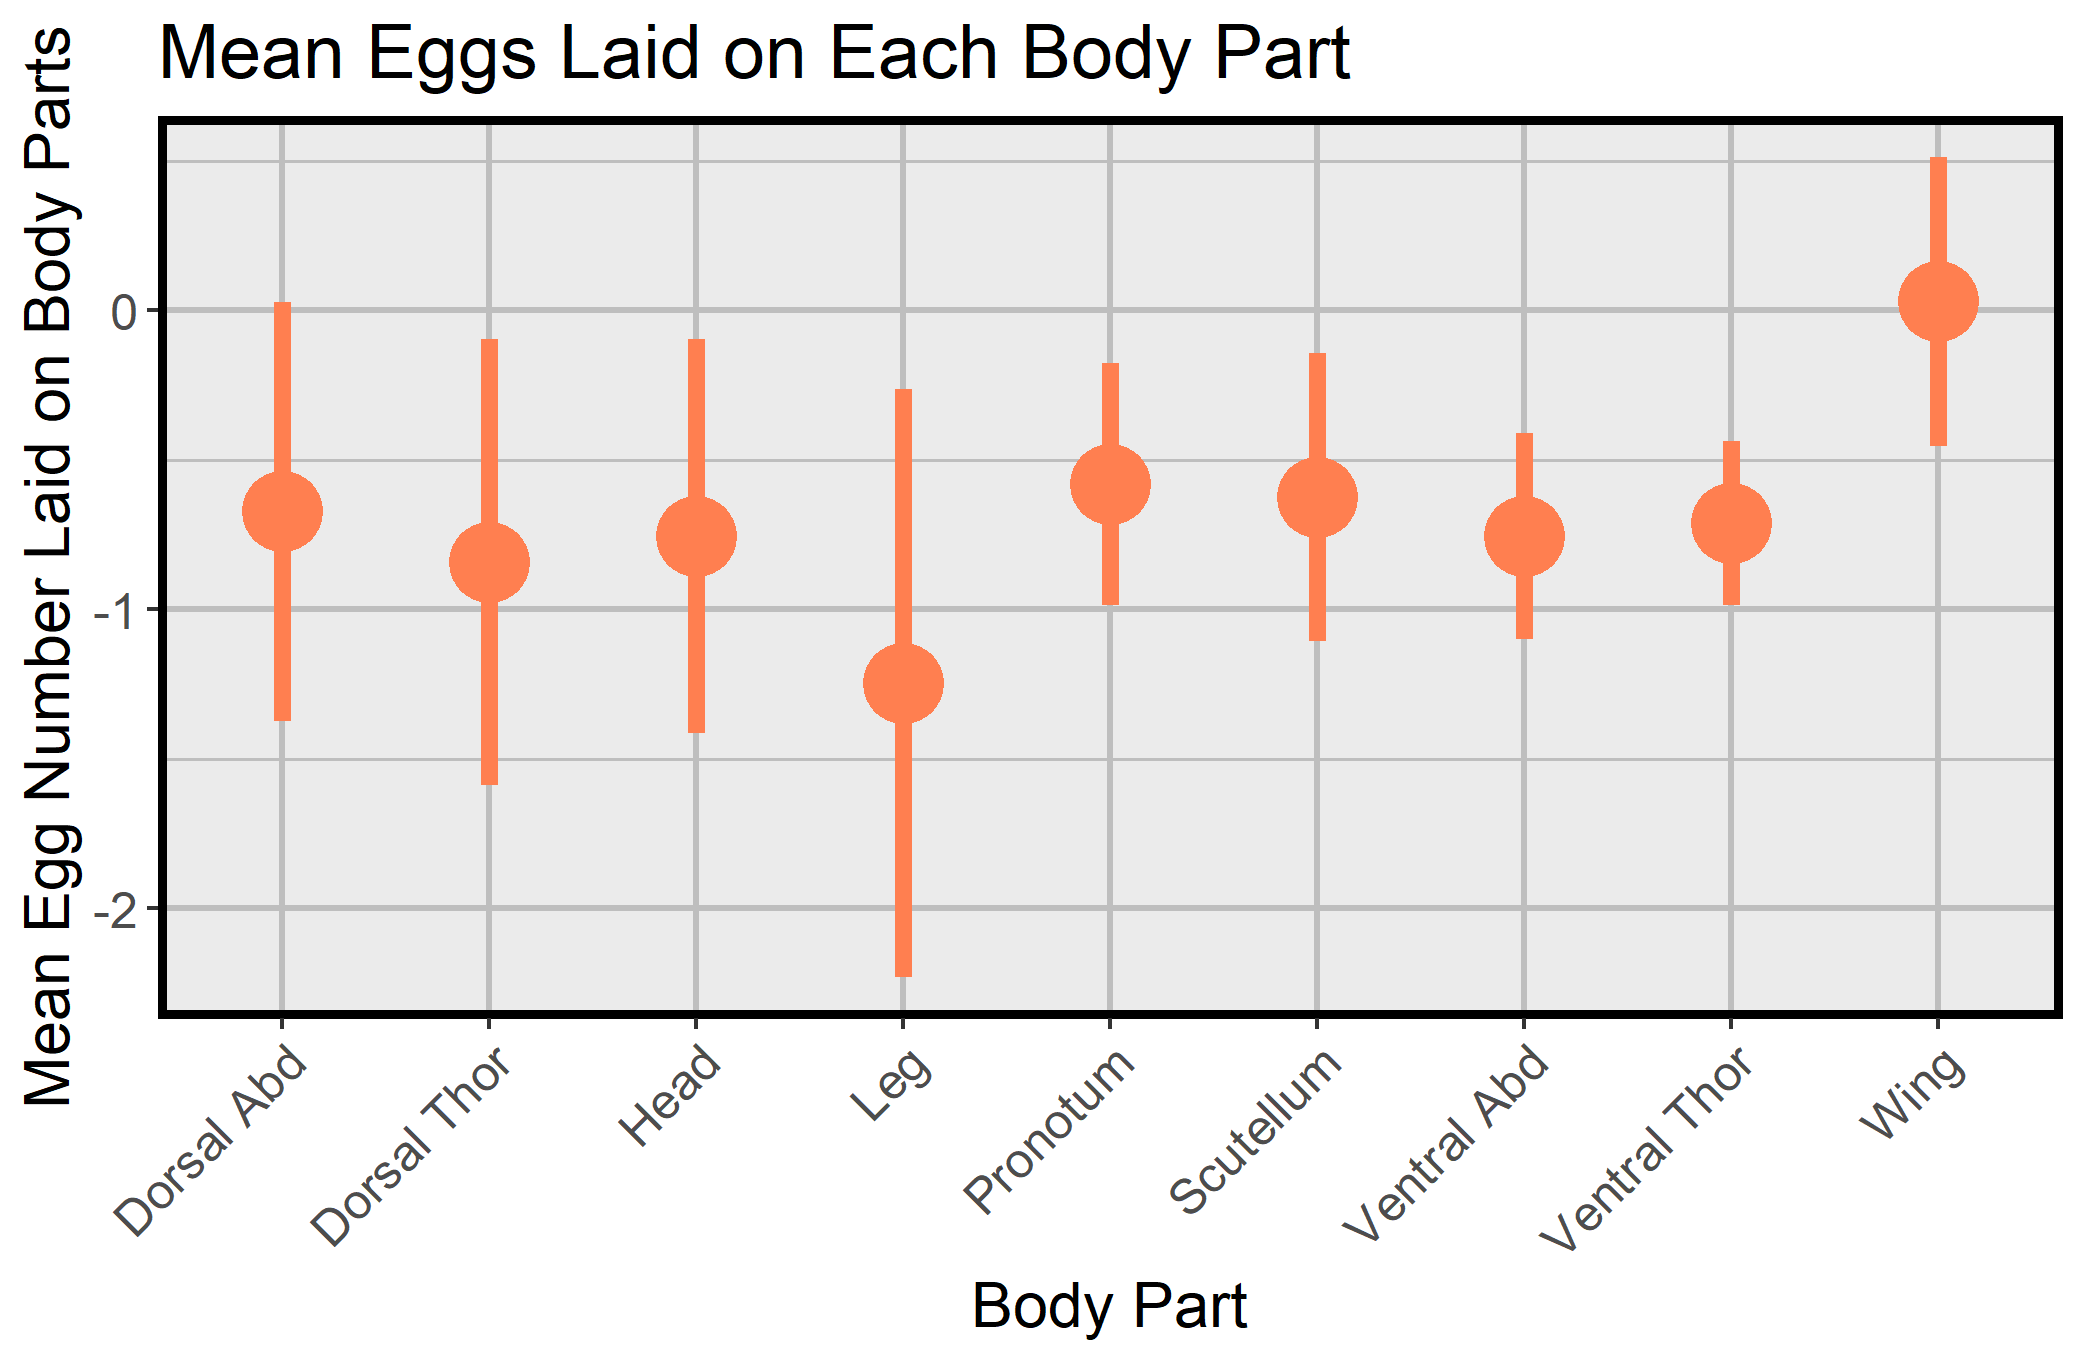 Mean Eggs Laid on Each Body Part
Mean Egg Number Laid on Body Parts
0
-1
-2
Dorsal Abd
Dorsal Thor
Head
Leg
Pronotum
Scutellum
Ventral Abd
Ventral Thor
Wing
Body Part